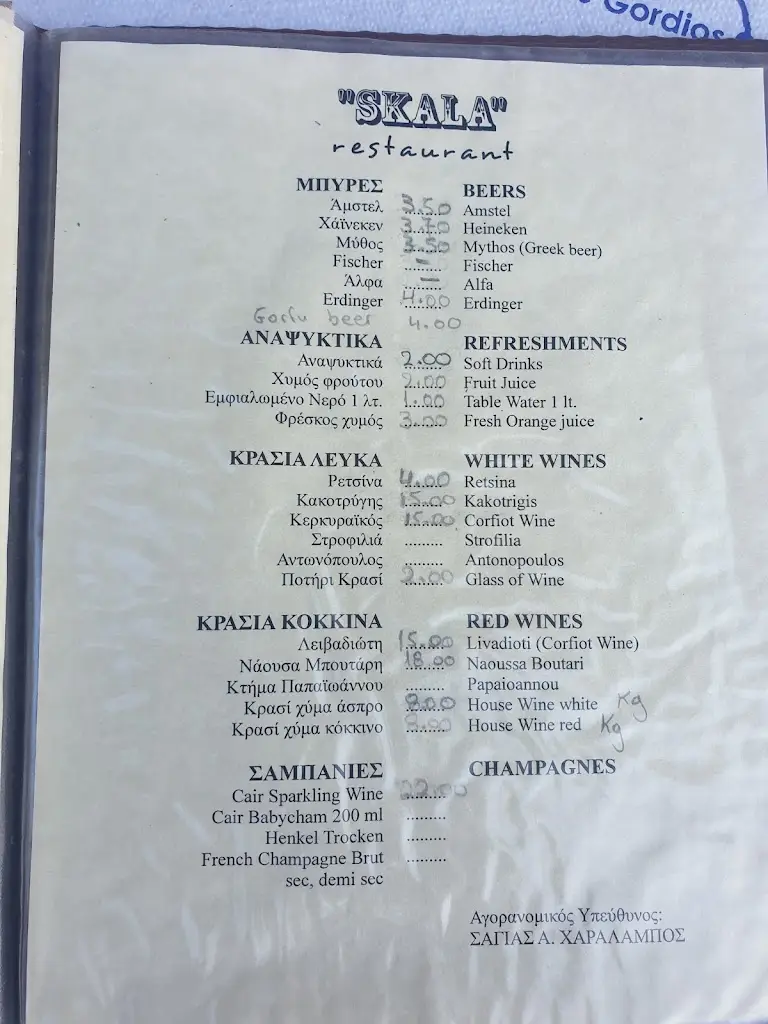 Gordios
"SKALA"
restaurant
ΜΠΥΡΕΣ BEERS
Άμστελ 3.50 Amstel
Χάϊνεκεν 3.70 Heineken
Μύθος 3.50 Mythos (Greek beer)
Fischer ......... - Fischer
Άλφα ......... - Alfa
Erdinger 4.00 Erdinger
Corfu beer 4.00
ΑΝΑΨΥΚΤΙΚΑ REFRESHMENTS
Αναψυκτικά 2.00 Soft Drinks
Χυμός φρούτου 2.00 Fruit Juice
Εμφιαλωμένο Νερό 1 λτ. 1.00 Table Water 1 lt.
Φρέσκος χυμός 3.00 Fresh Orange juice
ΚΡΑΣΙΑ ΛΕΥΚΑ WHITE WINES
Ρετσίνα 4.00 Retsina
Κακοτρύγης 15.00 Kakotrigis
Κερκυραϊκός 15.00 Corfiot Wine
Στροφιλιά ......... Strofilia
Αντωνόπουλος ......... Antonopoulos
Ποτήρι Κρασί 2.00 Glass of Wine
ΚΡΑΣΙΑ ΚΟΚΚΙΝΑ RED WINES
Λειβαδιώτη 15.00 Livadioti (Corfiot Wine)
Νάουσα Μπουτάρη 18.00 Naoussa Boutari
Κτήμα Παπαϊωάννου ......... Papaioannou
Κρασί χύμα άσπρο 8.00 House Wine white Kg
Κρασί χύμα κόκκινο 8.00 House Wine red Kg
ΣΑΜΠΑΝΙΕΣ CHAMPAGNES
Cair Sparkling Wine 22.00
Cair Babycham 200 ml .........
Henkel Trocken .........
French Champagne Brut .........
sec, demi sec
Αγορανομικός Υπεύθυνος:
ΣΑΓΙΑΣ Α. ΧΑΡΑΛΑΜΠΟΣ